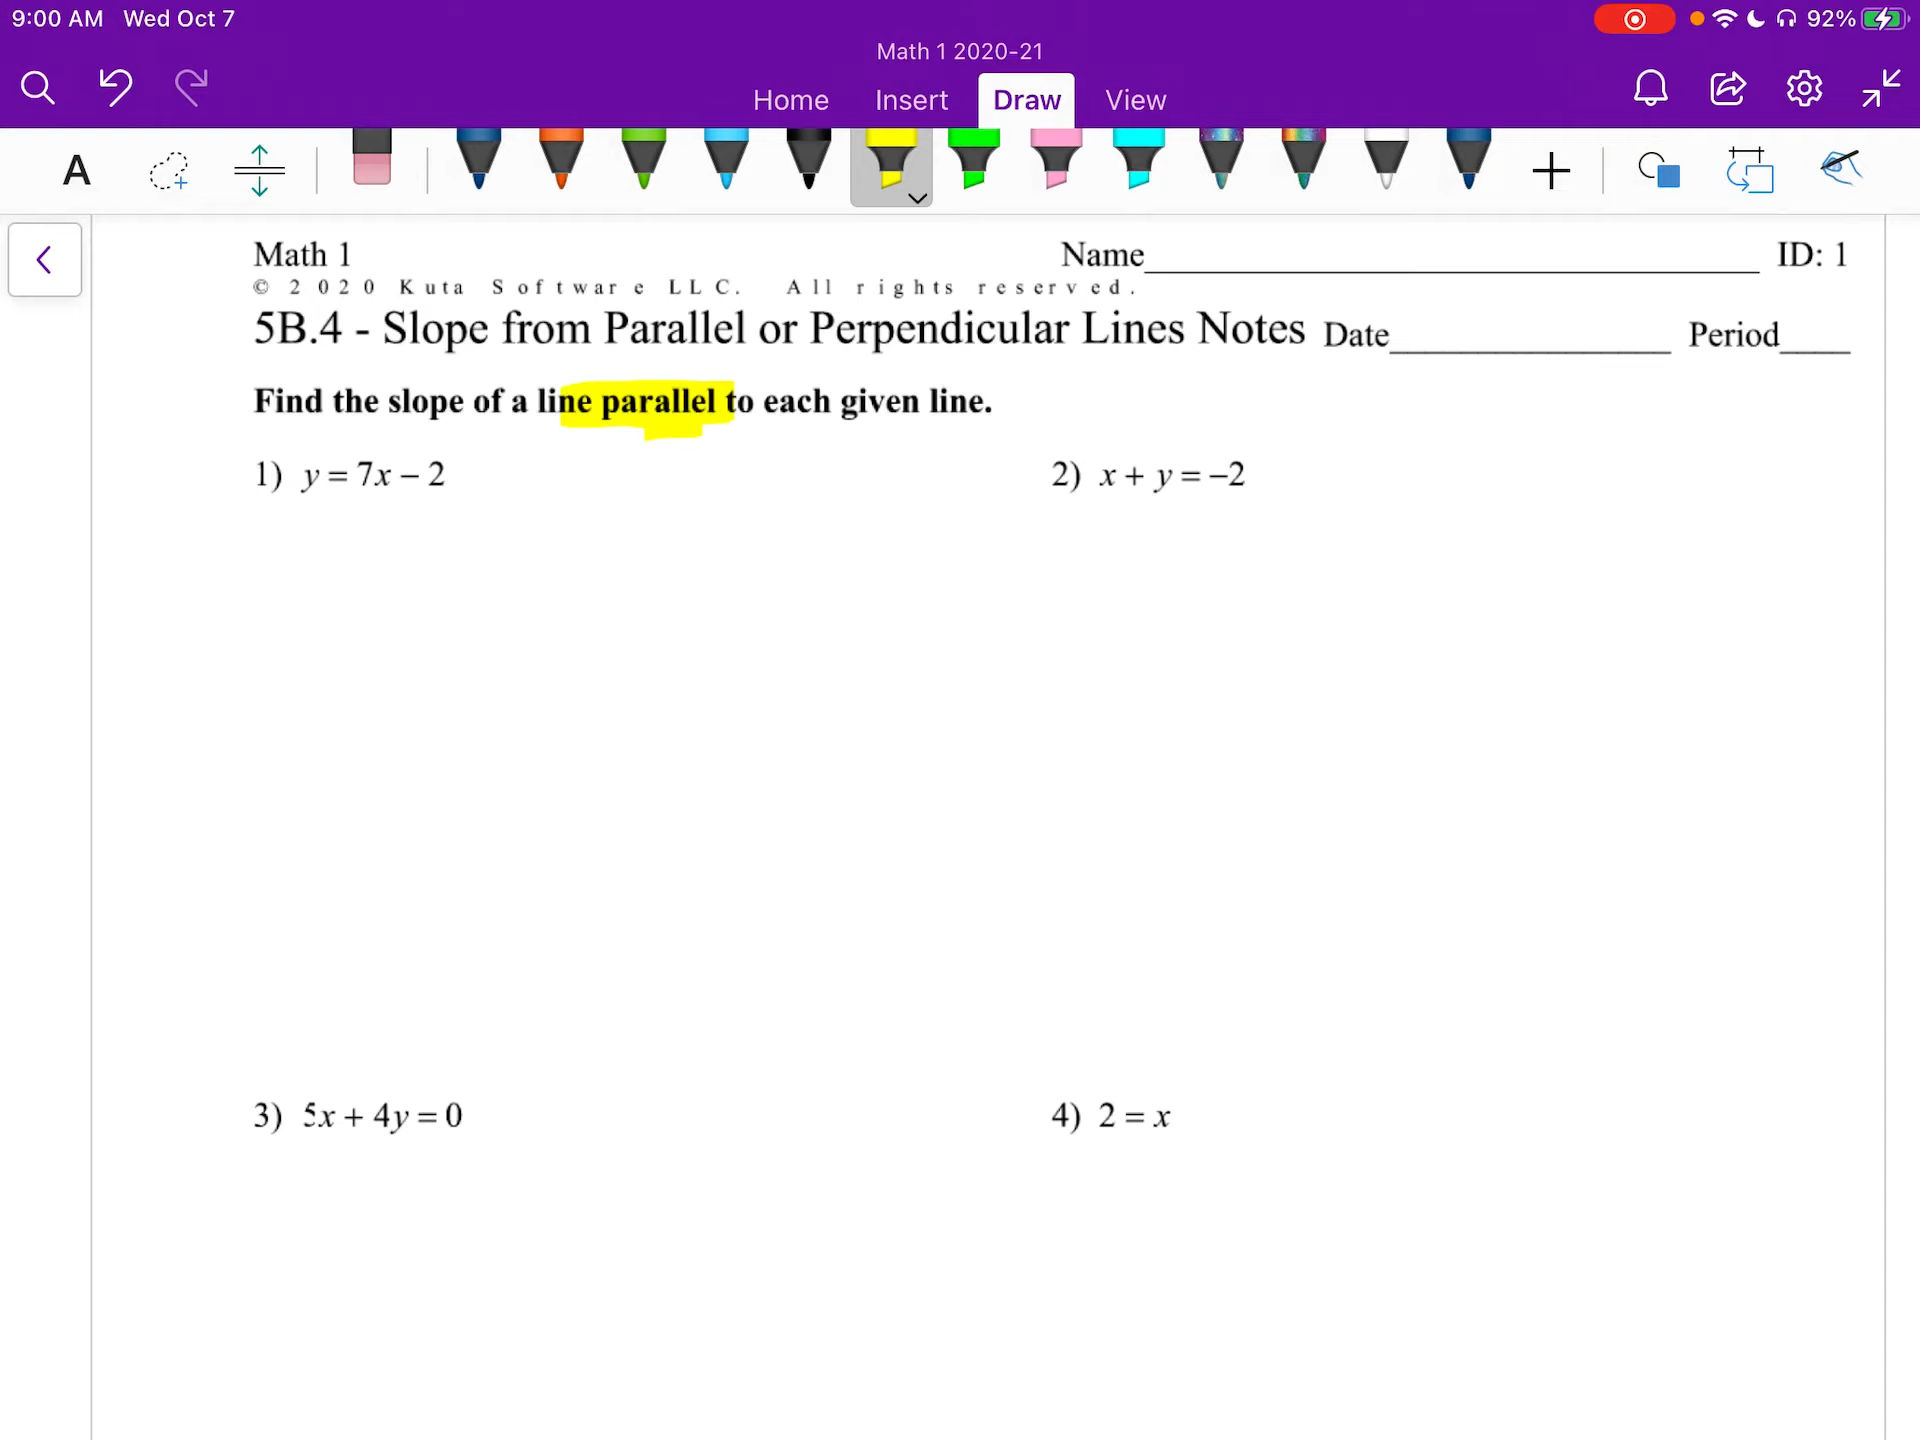 9:00 AM Wed Oct 7
92%
Math 1 2020-21
Home Insert Draw View
A
Math 1 Name ID: 1
© 2020 Kuta Software LLC. All rights reserved.
5B.4 - Slope from Parallel or Perpendicular Lines Notes Date Period
Find the slope of a line parallel to each given line.
1) y = 7x – 2
2) x + y = –2
3) 5x + 4y = 0
4) 2 = x